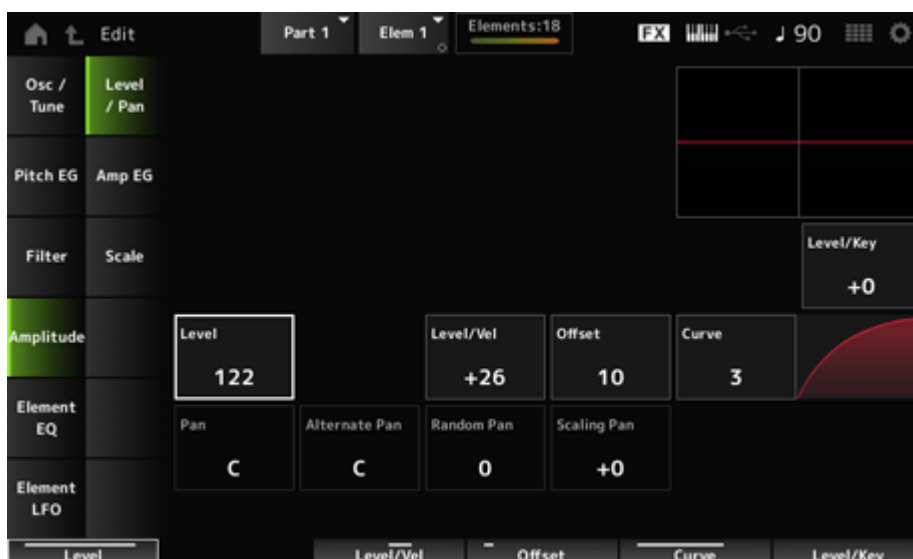 Edit
Part 1
Elem 1
Elements:18
FX
90
Osc /
Tune
Level
/ Pan
Pitch EG
Amp EG
Filter
Scale
Level/Key
+0
Amplitude
Level
122
Level/Vel
+26
Offset
10
Curve
3
Element
EQ
Pan
C
Alternate Pan
C
Random Pan
0
Scaling Pan
+0
Element
LFO
Level
Level/Vel
Offset
Curve
Level/Key